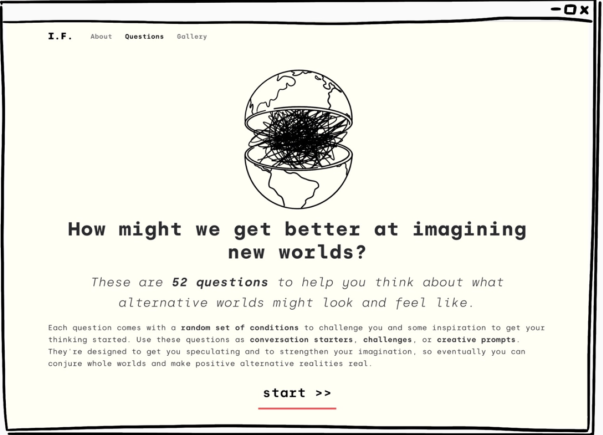 I.F. About Questions Gallery
How might we get better at imagining
new worlds?
These are 52 questions to help you think about what
alternative worlds might look and feel like.
Each question comes with a random set of conditions to challenge you and some inspiration to get your
thinking started. Use these questions as conversation starters, challenges, or creative prompts.
They're designed to get you speculating and to strengthen your imagination, so eventually you can
conjure whole worlds and make positive alternative realities real.
start >>